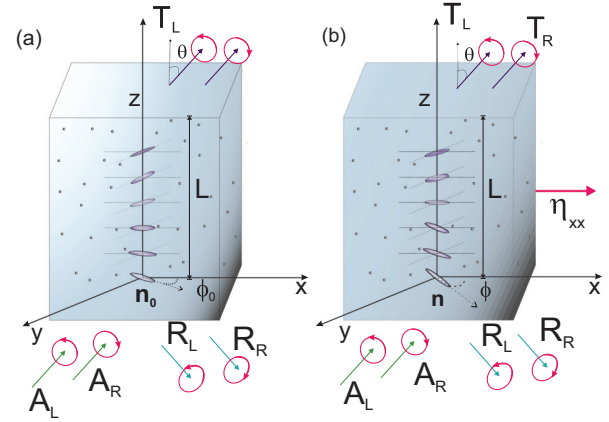 (a)
T_L
θ
z
L
x
n_0
ϕ_0
y
A_L
A_R
R_L
R_R
(b)
T_L
θ
T_R
z
L
η_xx
x
n
ϕ
y
A_L
A_R
R_L
R_R